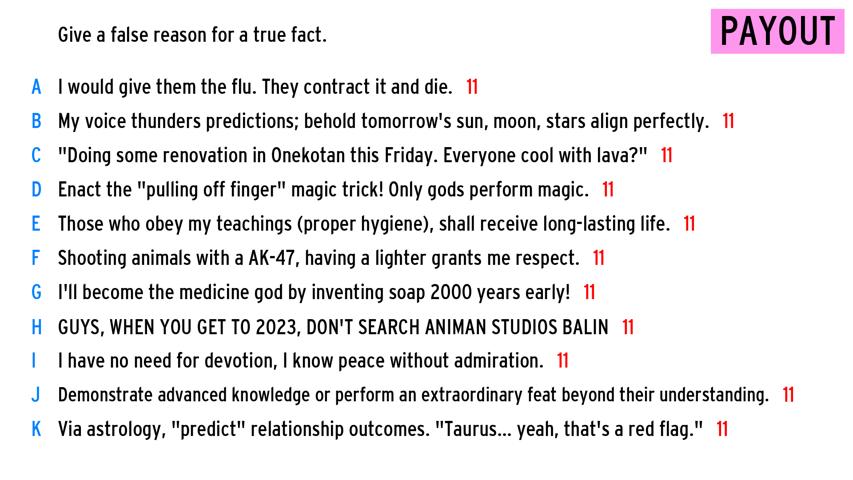 Give a false reason for a true fact.
PAYOUT
A I would give them the flu. They contract it and die. 11
B My voice thunders predictions; behold tomorrow's sun, moon, stars align perfectly. 11
C "Doing some renovation in Onekotan this Friday. Everyone cool with lava?" 11
D Enact the "pulling off finger" magic trick! Only gods perform magic. 11
E Those who obey my teachings (proper hygiene), shall receive long-lasting life. 11
F Shooting animals with a AK-47, having a lighter grants me respect. 11
G I'll become the medicine god by inventing soap 2000 years early! 11
H GUYS, WHEN YOU GET TO 2023, DON'T SEARCH ANIMAN STUDIOS BALIN 11
I I have no need for devotion, I know peace without admiration. 11
J Demonstrate advanced knowledge or perform an extraordinary feat beyond their understanding. 11
K Via astrology, "predict" relationship outcomes. "Taurus... yeah, that's a red flag." 11